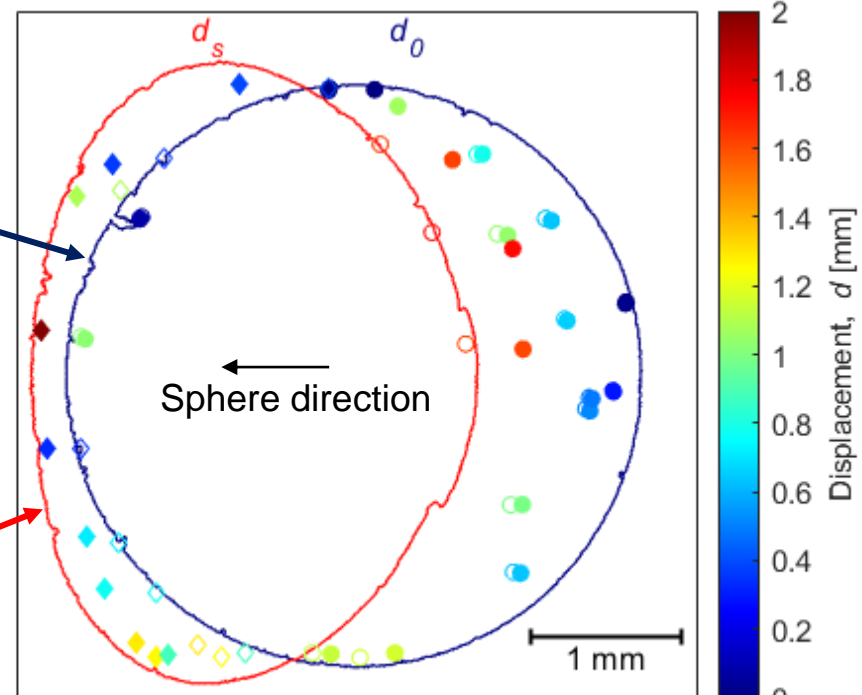 d_s
d_0
Sphere direction
1 mm
2
1.8
1.6
1.4
1.2
1
0.8
0.6
0.4
0.2
0
Displacement, d [mm]